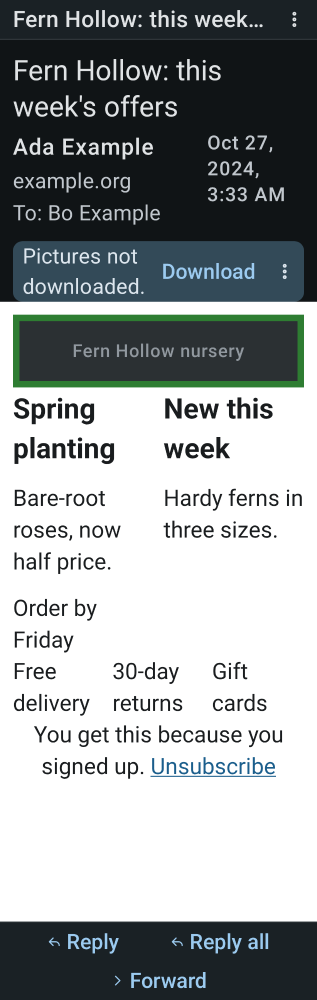 Fern Hollow: this week…
Fern Hollow: this
week's offers
Ada Example
example.org
To: Bo Example
Oct 27,
2024,
3:33 AM
Pictures not
downloaded.
Download
Fern Hollow nursery
Spring
planting
Bare-root
roses, now
half price.
New this
week
Hardy ferns in
three sizes.
Order by
Friday
Free
delivery
30-day
returns
Gift
cards
You get this because you
signed up. Unsubscribe
Reply
Reply all
Forward